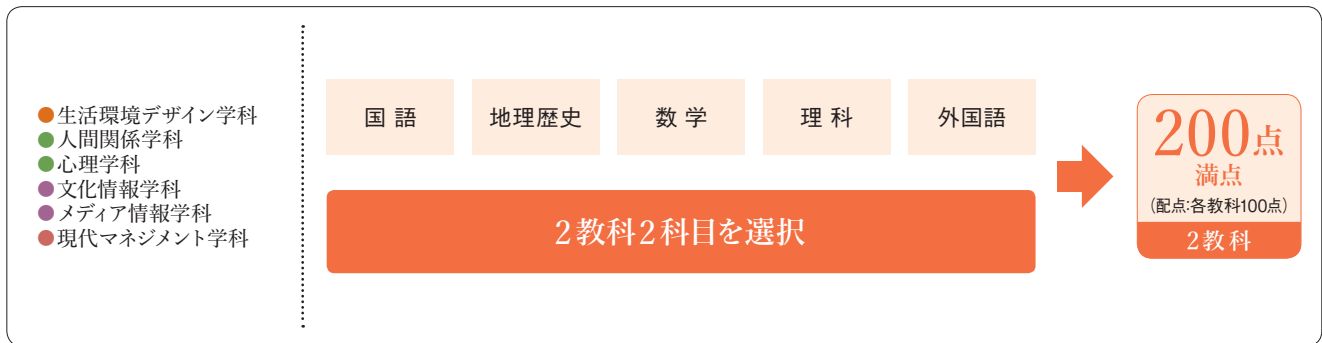 ●生活環境デザイン学科
●人間関係学科
●心理学科
●文化情報学科
●メディア情報学科
●現代マネジメント学科
国語 地理歴史 数学 理科 外国語
2教科2科目を選択
200点
満点
(配点:各教科100点)
2教科